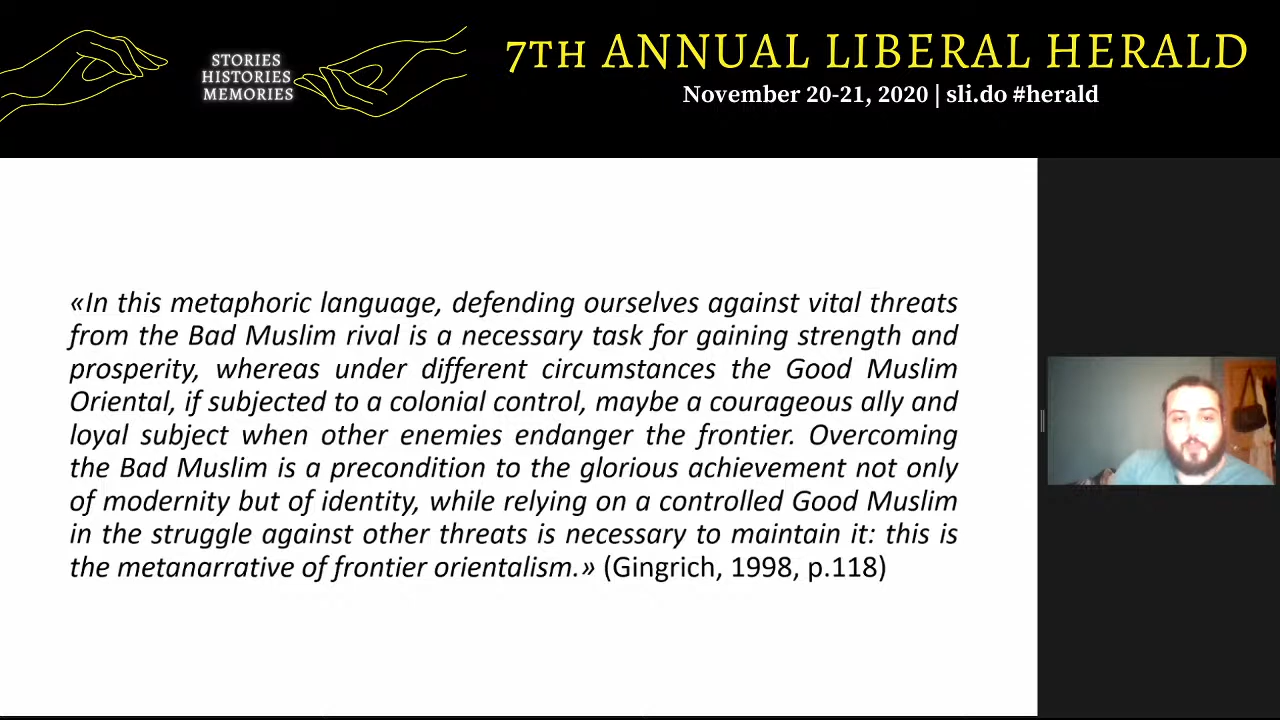 STORIES
HISTORIES
MEMORIES
7TH ANNUAL LIBERAL HERALD
November 20-21, 2020 | sli.do #herald
«In this metaphoric language, defending ourselves against vital threats
from the Bad Muslim rival is a necessary task for gaining strength and
prosperity, whereas under different circumstances the Good Muslim
Oriental, if subjected to a colonial control, maybe a courageous ally and
loyal subject when other enemies endanger the frontier. Overcoming
the Bad Muslim is a precondition to the glorious achievement not only
of modernity but of identity, while relying on a controlled Good Muslim
in the struggle against other threats is necessary to maintain it: this is
the metanarrative of frontier orientalism.» (Gingrich, 1998, p.118)